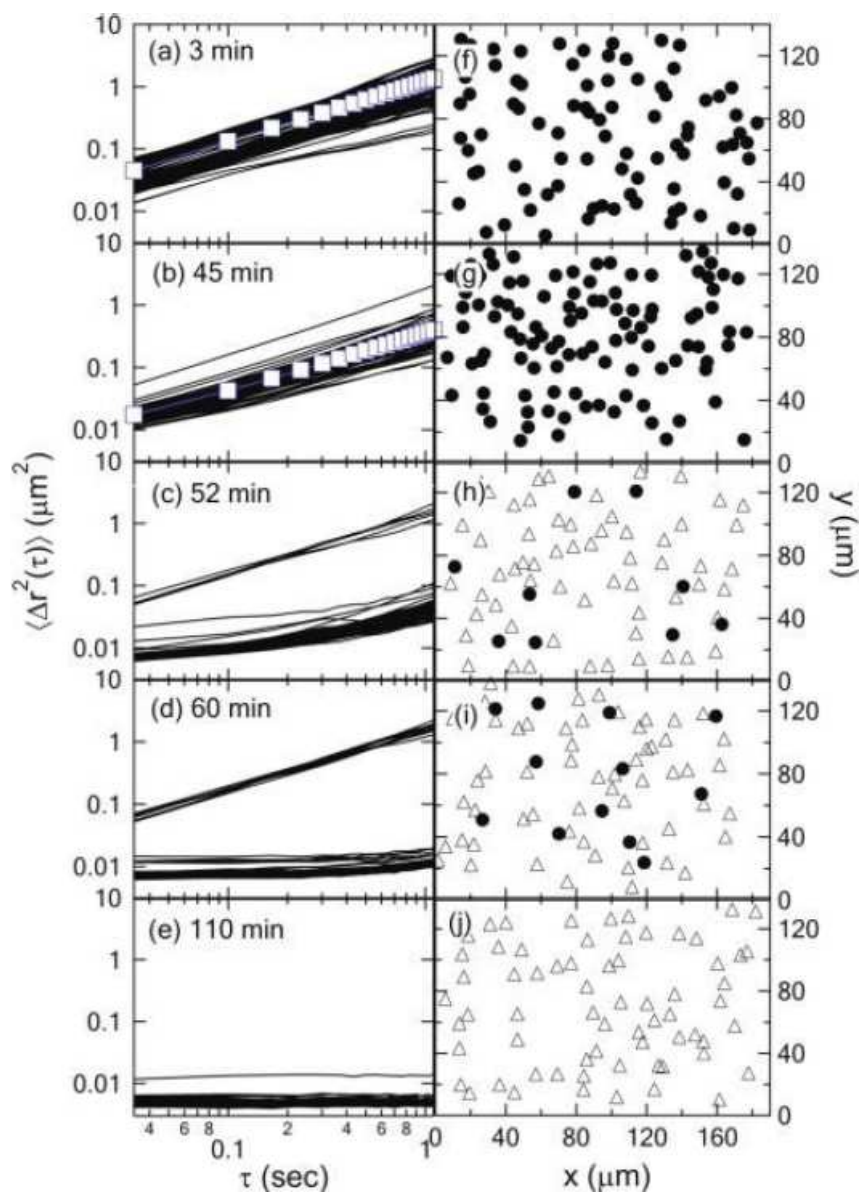 10
(a) 3 min
1
0.1
0.01
10
(b) 45 min
1
0.1
0.01
10
(c) 52 min
1
0.1
0.01
10
(d) 60 min
1
0.1
0.01
10
(e) 110 min
1
0.1
0.01
⟨Δr²(τ)⟩ (μm²)
4 6 8 2 4 6 8
0.1 1
τ (sec)
(f)
120
80
40
0
(g)
120
80
40
0
(h)
120
80
40
0
(i)
120
80
40
0
(j)
120
80
40
0
y (μm)
0 40 80 120 160
x (μm)